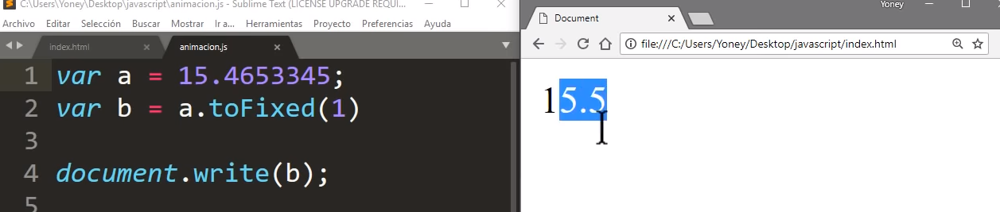 C:\Users\Yoney\Desktop\javascript\animacion.js - Sublime Text (LICENSE UPGRADE REQUI...
Archivo Editar Selección Buscar Mostrar Ir a... Herramientas Proyecto Preferencias Ayuda
index.html animacion.js
1 var a = 15.4653345;
2 var b = a.toFixed(1)
3
4 document.write(b);
5
Yoney
Document
file:///C:/Users/Yoney/Desktop/javascript/index.html
15.5